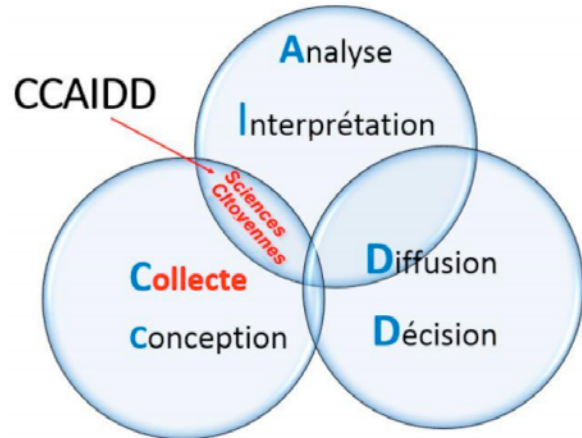 Analyse
CCAIDD
Interprétation
Sciences
CItoyennes
Collecte
Diffusion
Conception
Décision